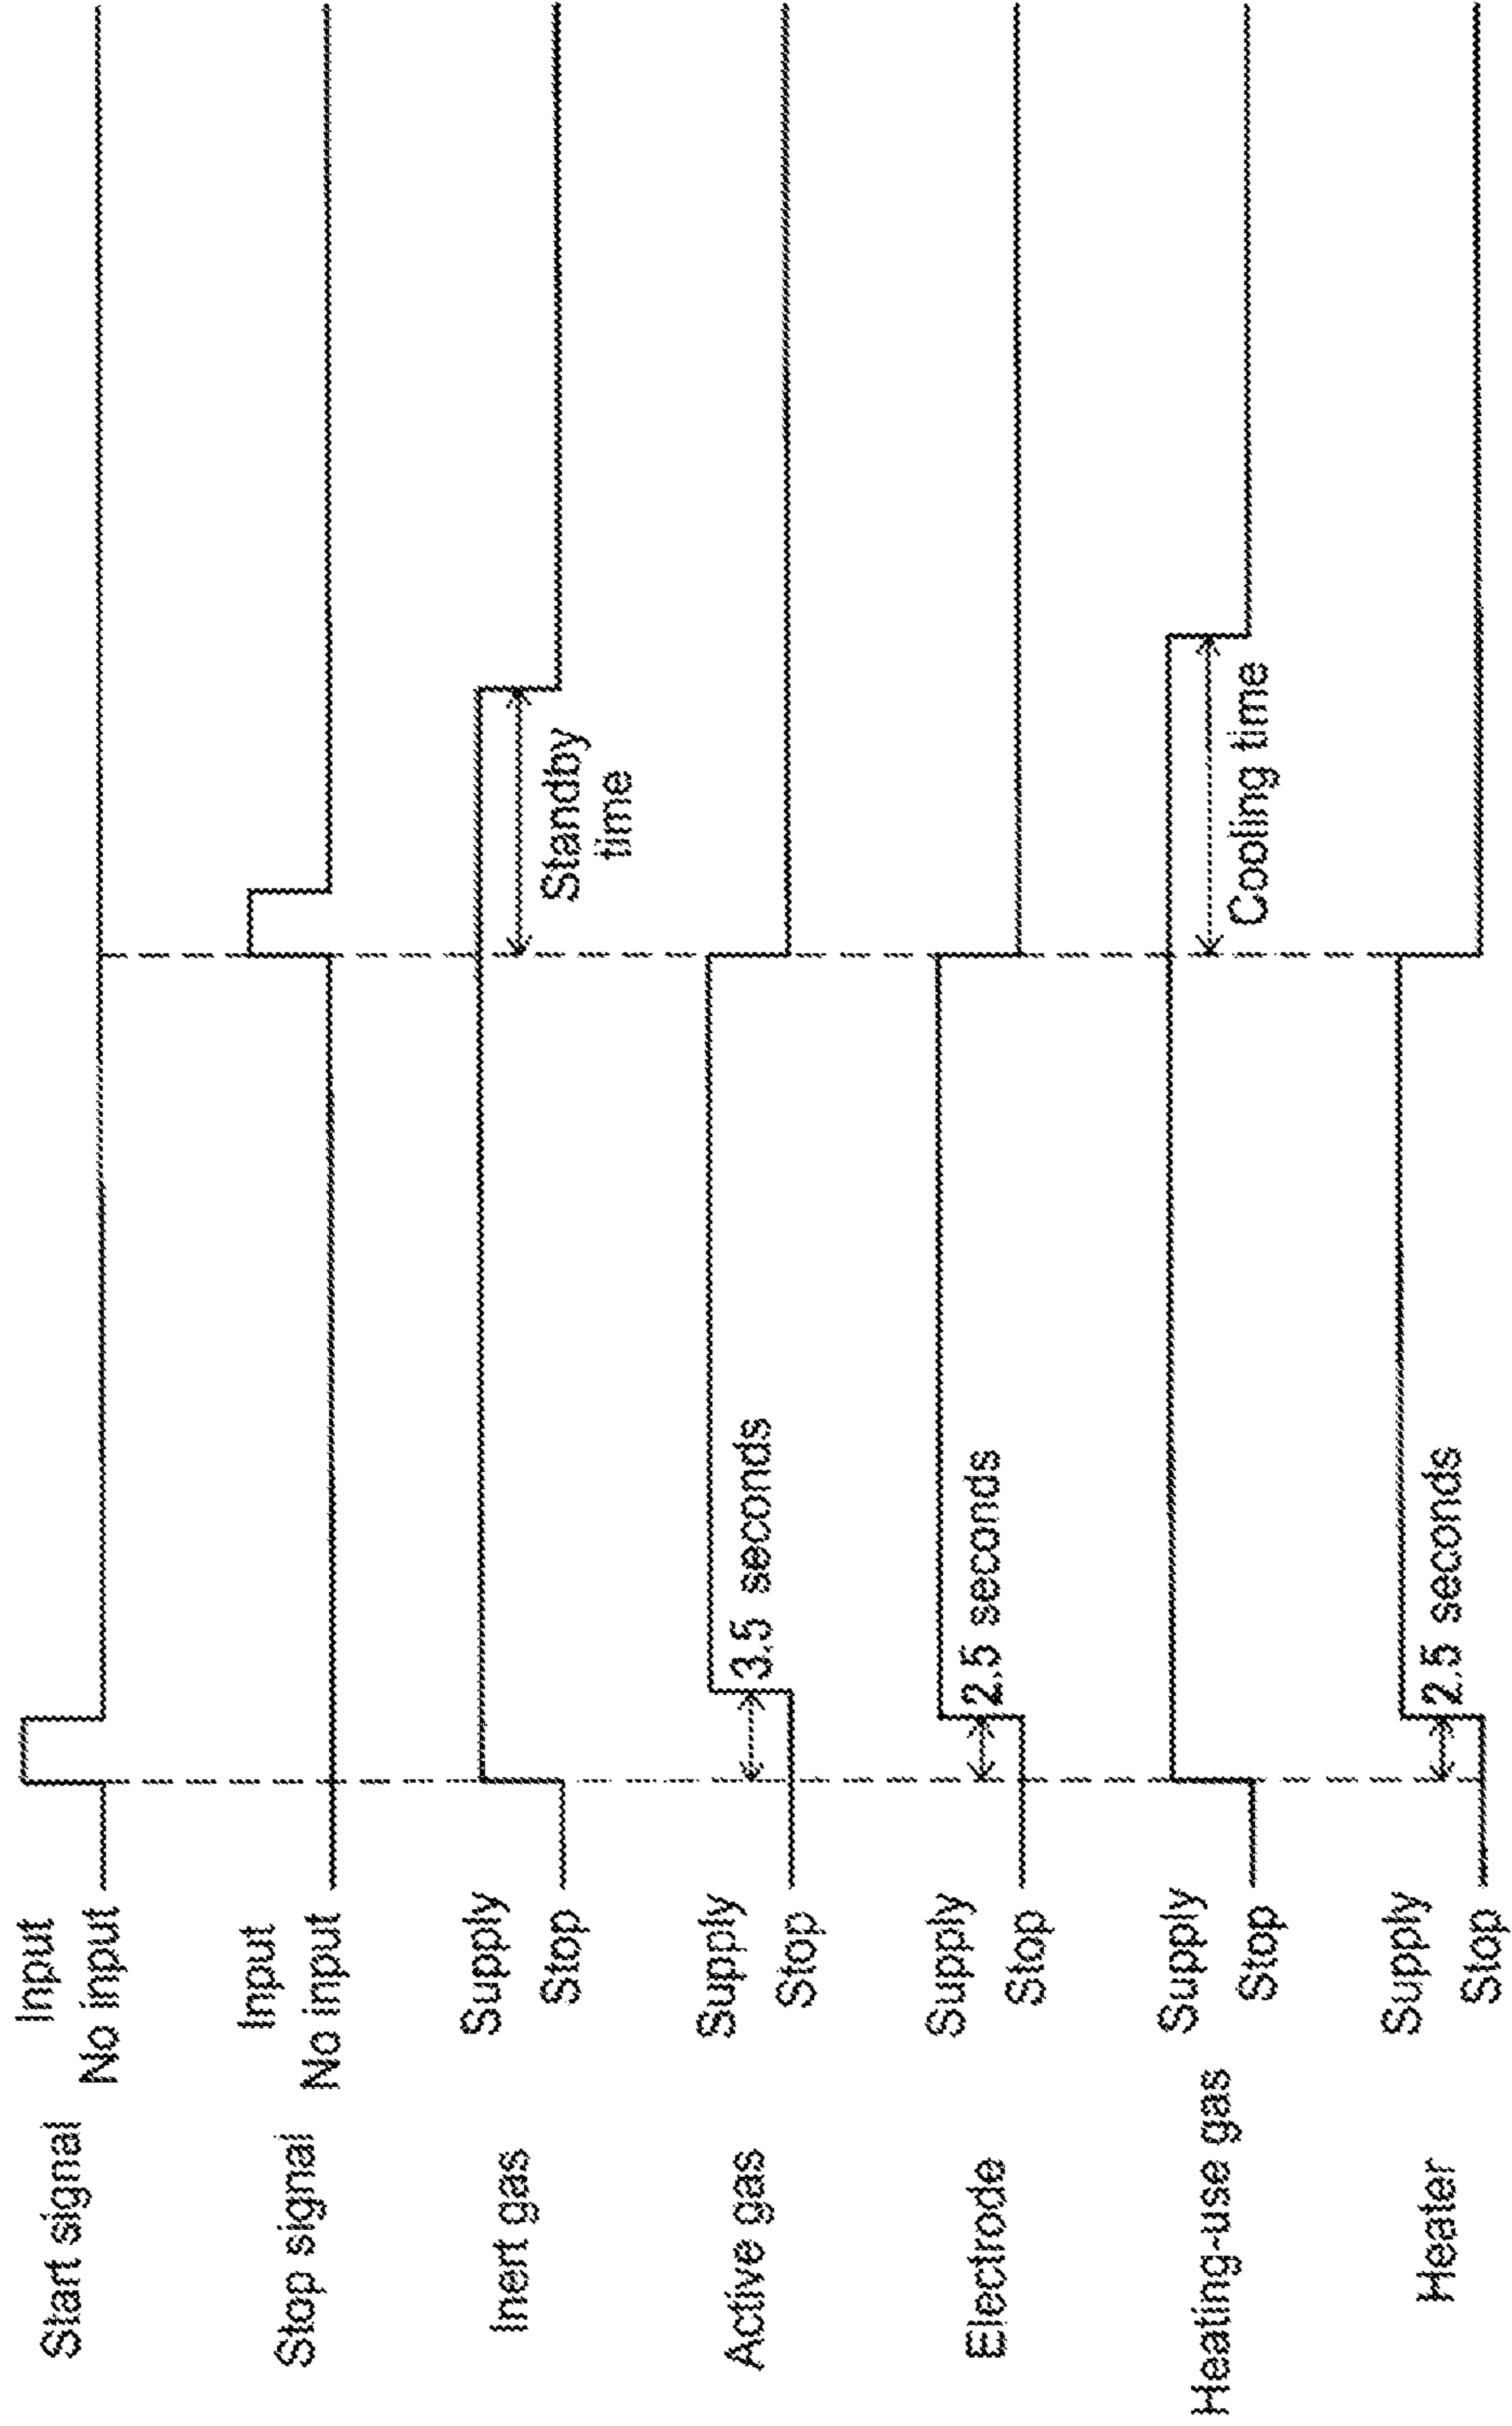 Start signal
Input
No input
Stop signal
Input
No input
Inert gas
Supply
Stop
Standby
time
Active gas
Supply
Stop
3.5 seconds
Electrode
Supply
Stop
2.5 seconds
Heating-use gas
Supply
Stop
Cooling time
Heater
Supply
Stop
2.5 seconds